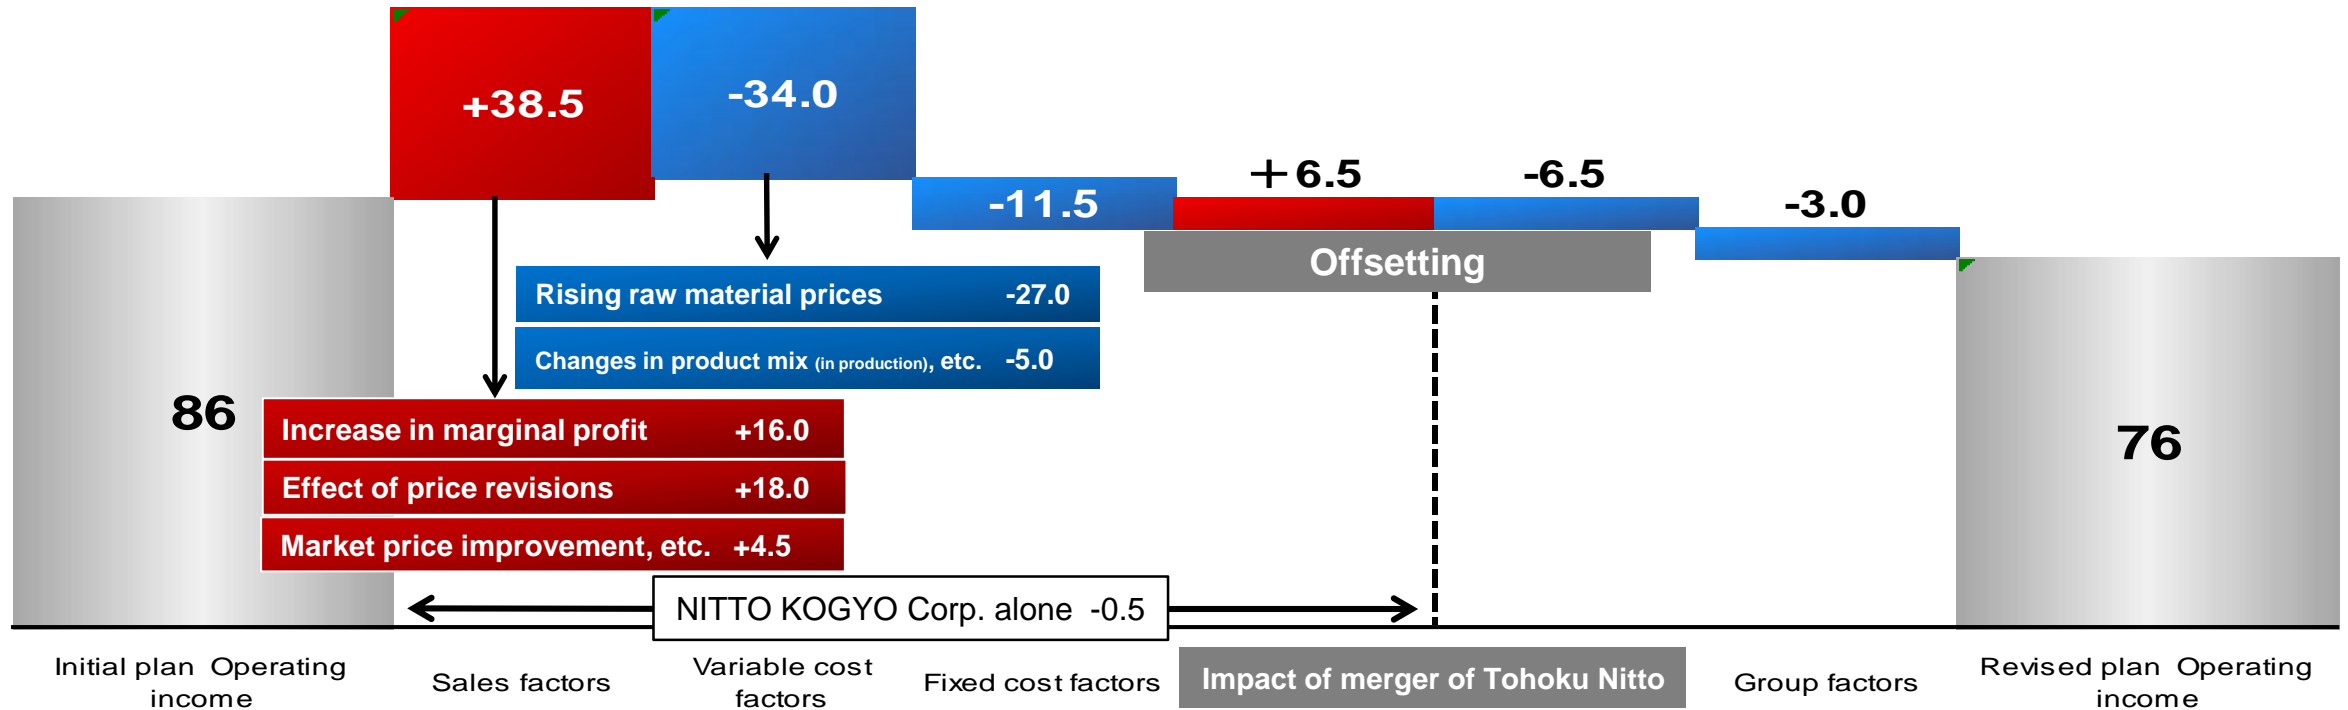 +38.5
-34.0
-11.5
＋6.5
-6.5
-3.0
Offsetting
Rising raw material prices -27.0
Changes in product mix (in production), etc. -5.0
86
Increase in marginal profit +16.0
Effect of price revisions +18.0
Market price improvement, etc. +4.5
76
NITTO KOGYO Corp. alone -0.5
Initial plan Operating
income
Sales factors
Variable cost
factors
Fixed cost factors
Impact of merger of Tohoku Nitto
Group factors
Revised plan Operating
income